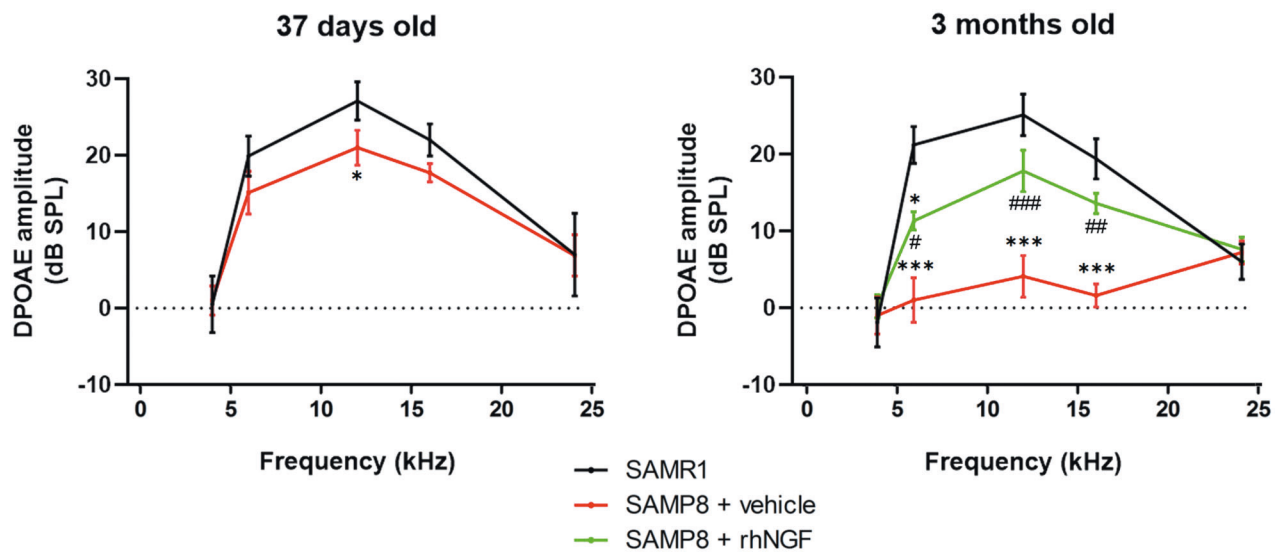 37 days old
DPOAE amplitude
(dB SPL)
30
20
10
0
-10
*
0 5 10 15 20 25
Frequency (kHz)
3 months old
DPOAE amplitude
(dB SPL)
30
20
10
0
-10
*
#
***
###
***
##
***
0 5 10 15 20 25
Frequency (kHz)
SAMR1
SAMP8 + vehicle
SAMP8 + rhNGF